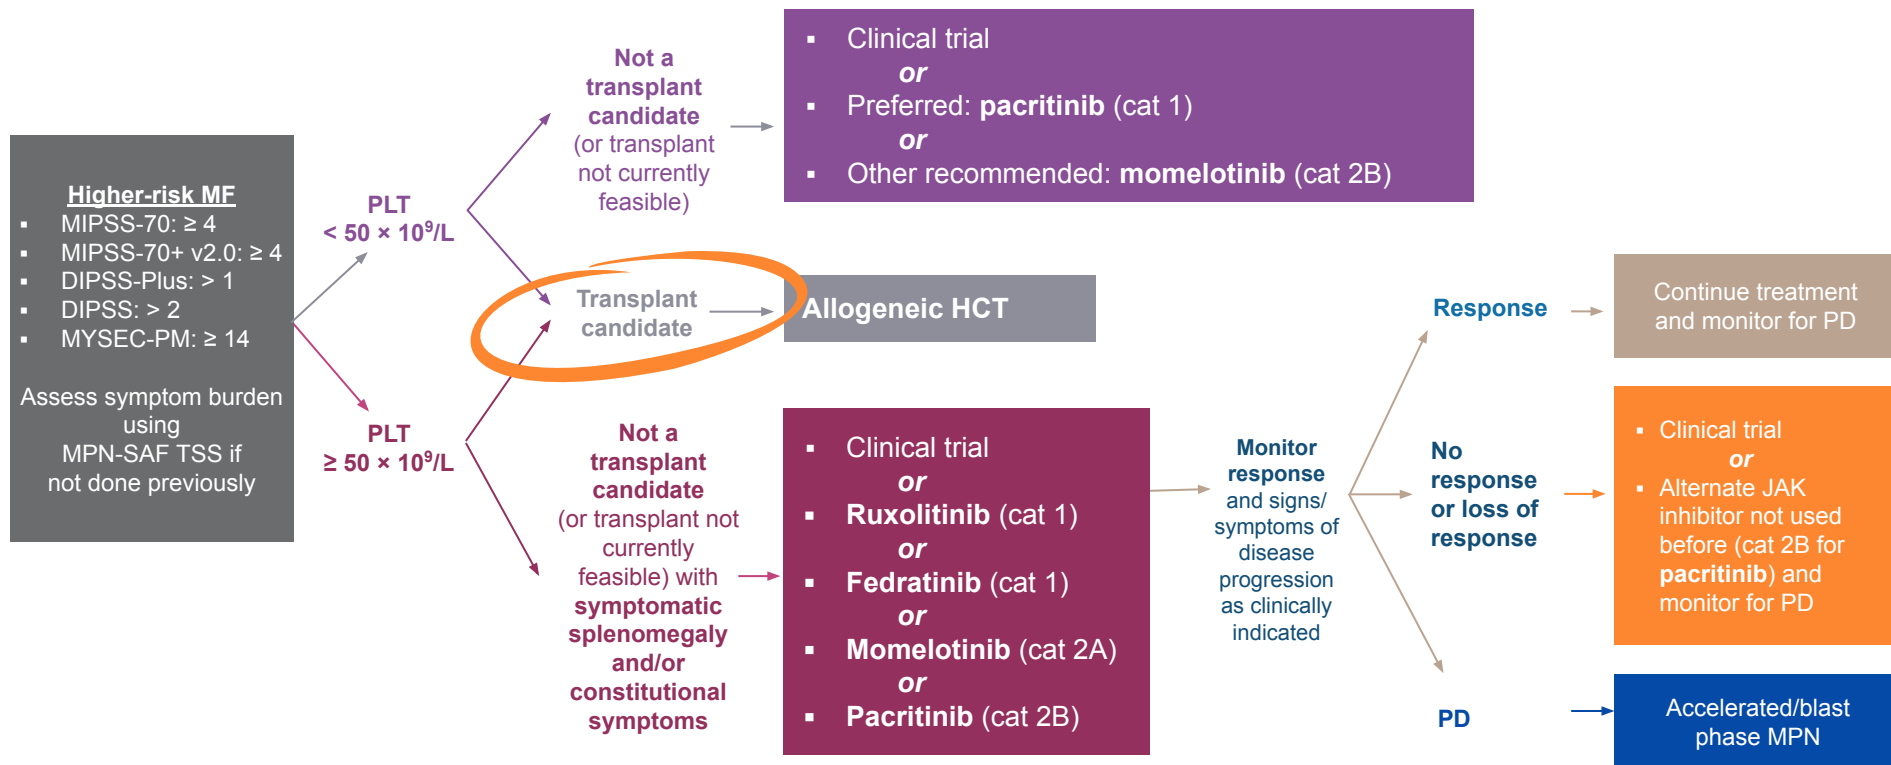 Higher-risk MF
▪ MIPSS-70: ≥ 4
▪ MIPSS-70+ v2.0: ≥ 4
▪ DIPSS-Plus: > 1
▪ DIPSS: > 2
▪ MYSEC-PM: ≥ 14
Assess symptom burden
using
MPN-SAF TSS if
not done previously
PLT
< 50 × 10⁹/L
PLT
≥ 50 × 10⁹/L
Not a
transplant
candidate
(or transplant
not currently
feasible)
▪ Clinical trial
or
▪ Preferred: pacritinib (cat 1)
or
▪ Other recommended: momelotinib (cat 2B)
Transplant
candidate
Allogeneic HCT
Not a
transplant
candidate
(or transplant not
currently
feasible) with
symptomatic
splenomegaly
and/or
constitutional
symptoms
▪ Clinical trial
or
▪ Ruxolitinib (cat 1)
or
▪ Fedratinib (cat 1)
or
▪ Momelotinib (cat 2A)
or
▪ Pacritinib (cat 2B)
Monitor
response
and signs/
symptoms of
disease
progression
as clinically
indicated
Response
Continue treatment
and monitor for PD
No
response
or loss of
response
▪ Clinical trial
or
▪ Alternate JAK
inhibitor not used
before (cat 2B for
pacritinib) and
monitor for PD
PD
Accelerated/blast
phase MPN